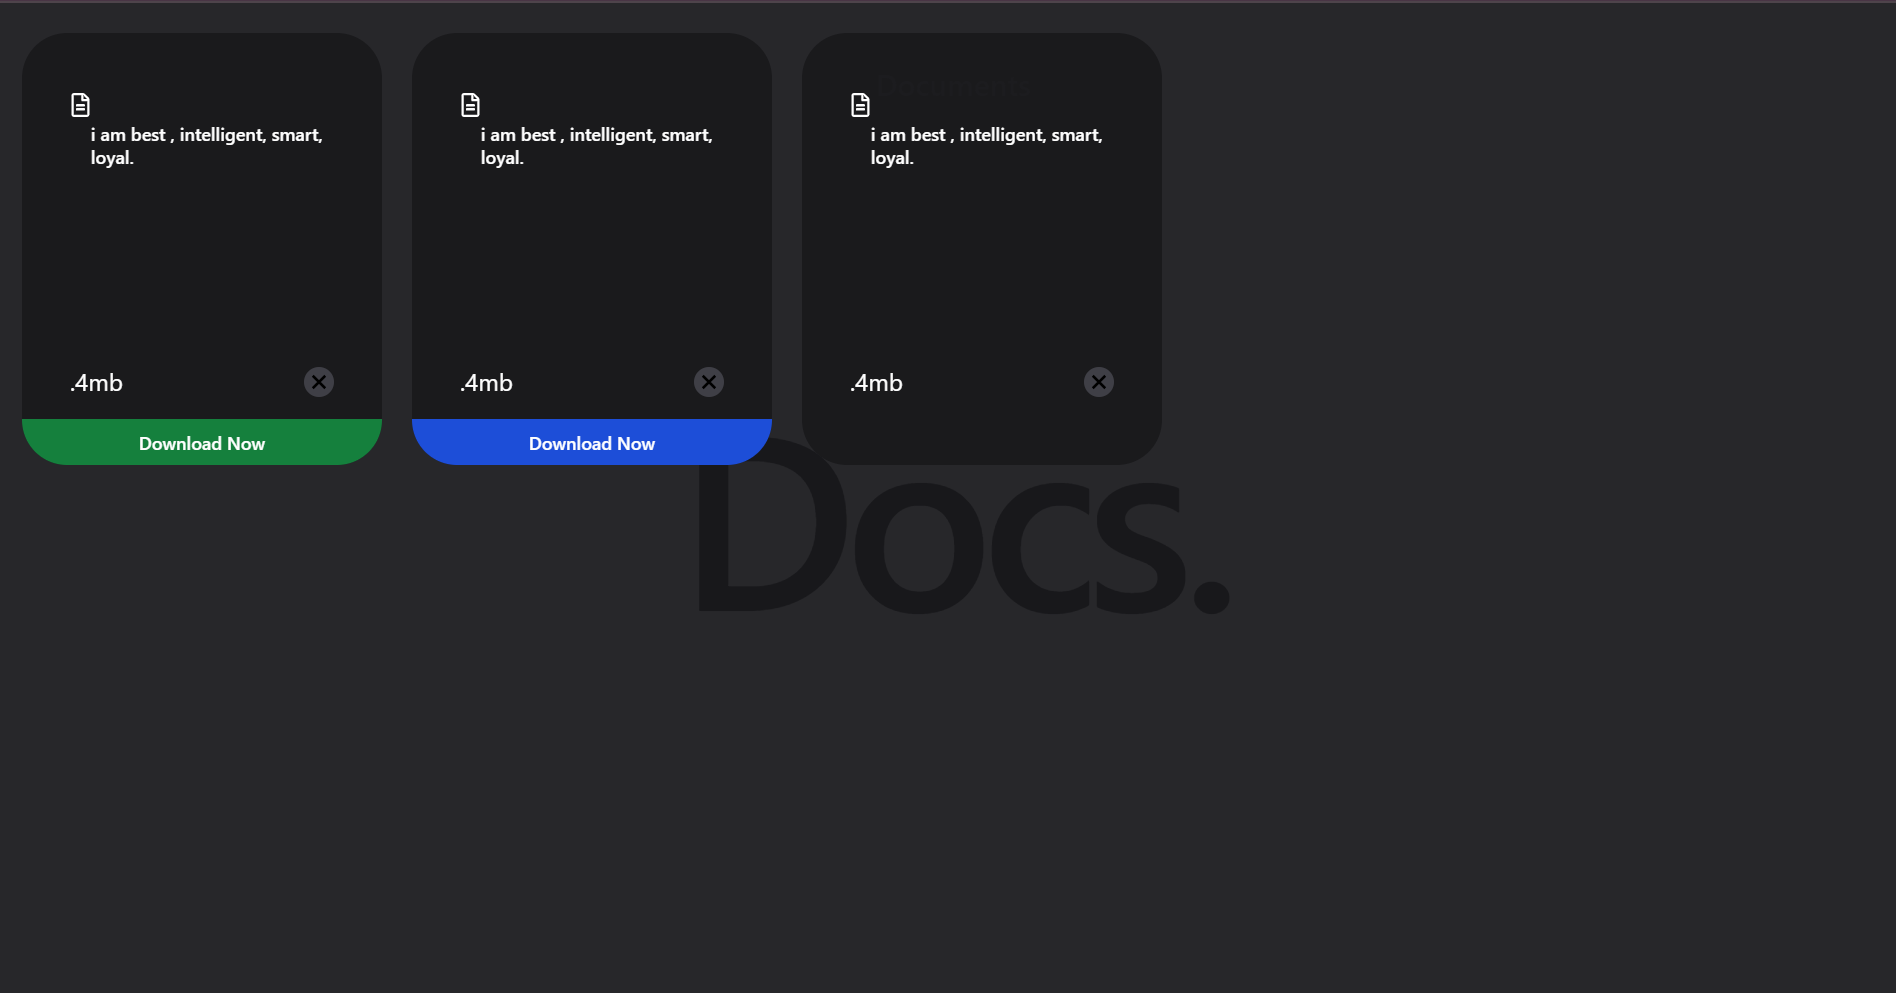 Documents
i am best , intelligent, smart,
loyal.
.4mb
Download Now
i am best , intelligent, smart,
loyal.
.4mb
Download Now
i am best , intelligent, smart,
loyal.
.4mb
Docs.